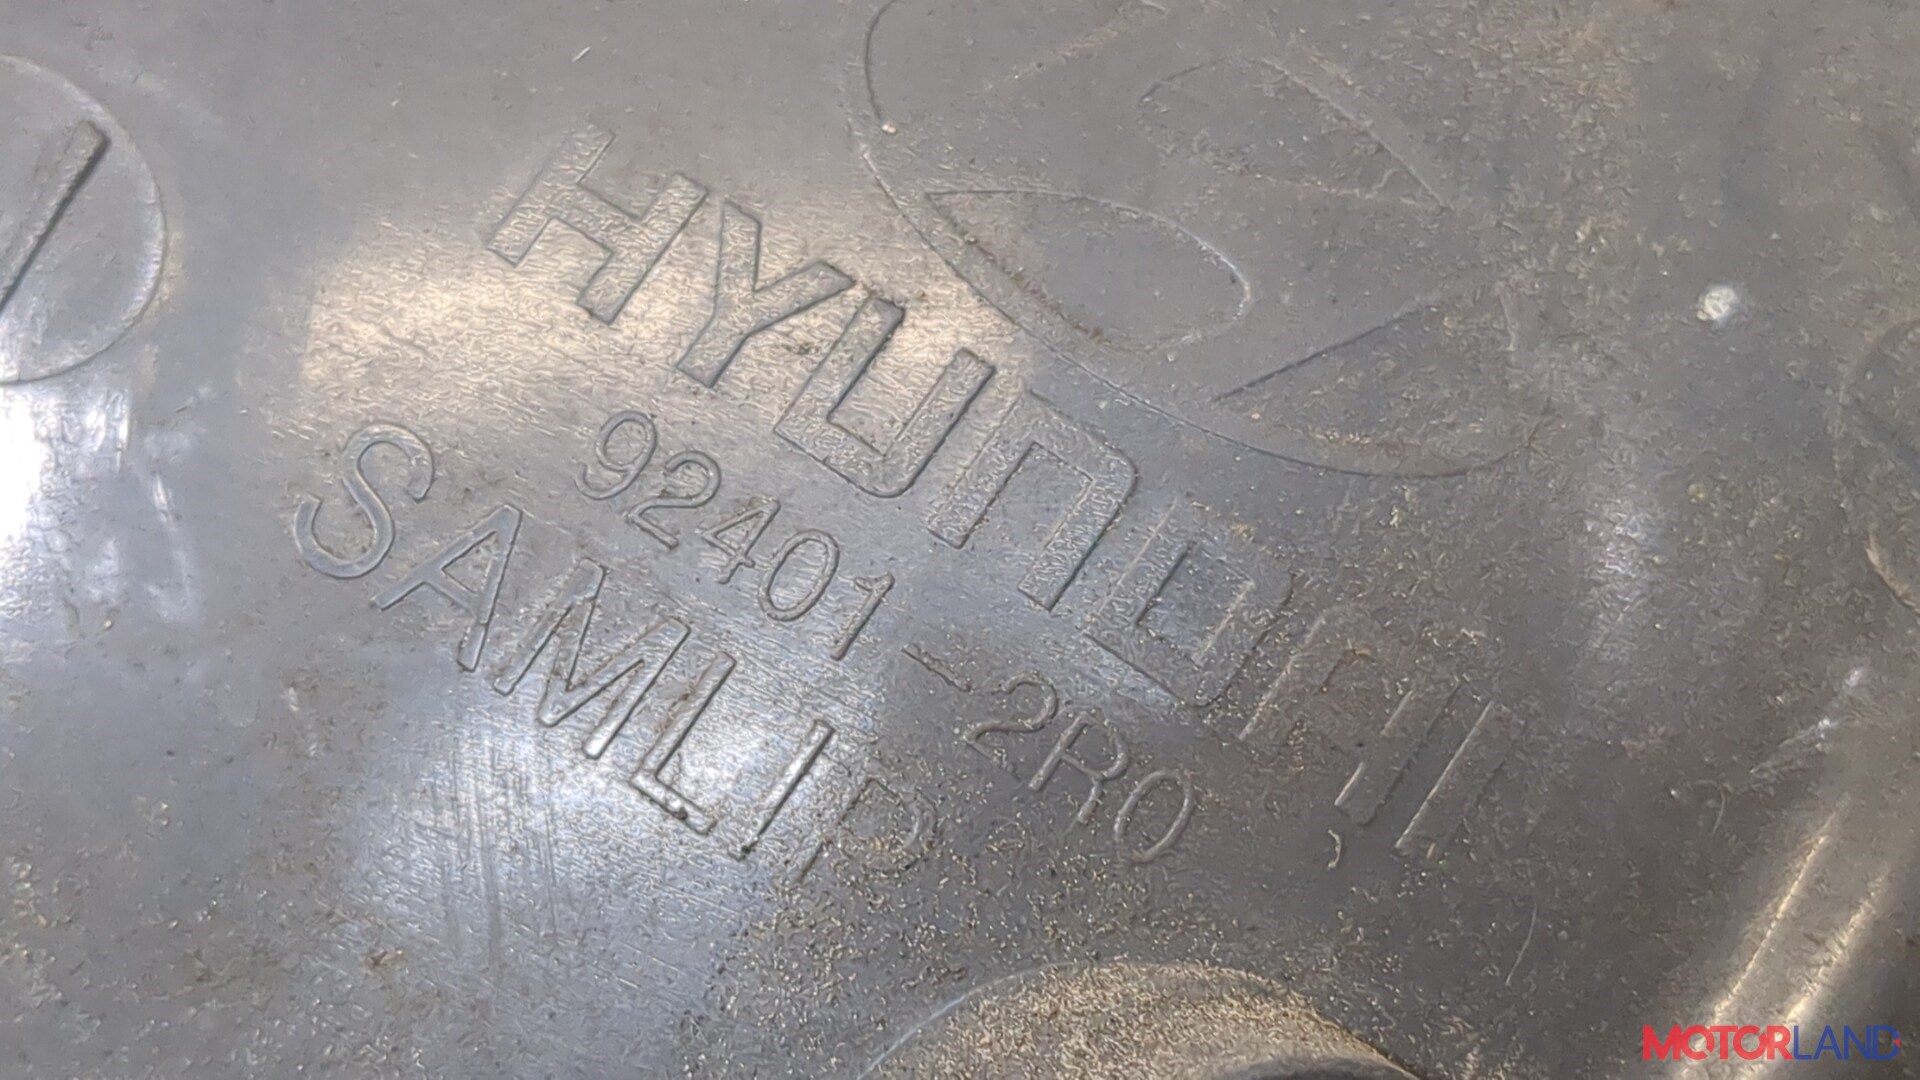 HYUNDAI
92401-2R0
SAMLIP
MOTORLAND